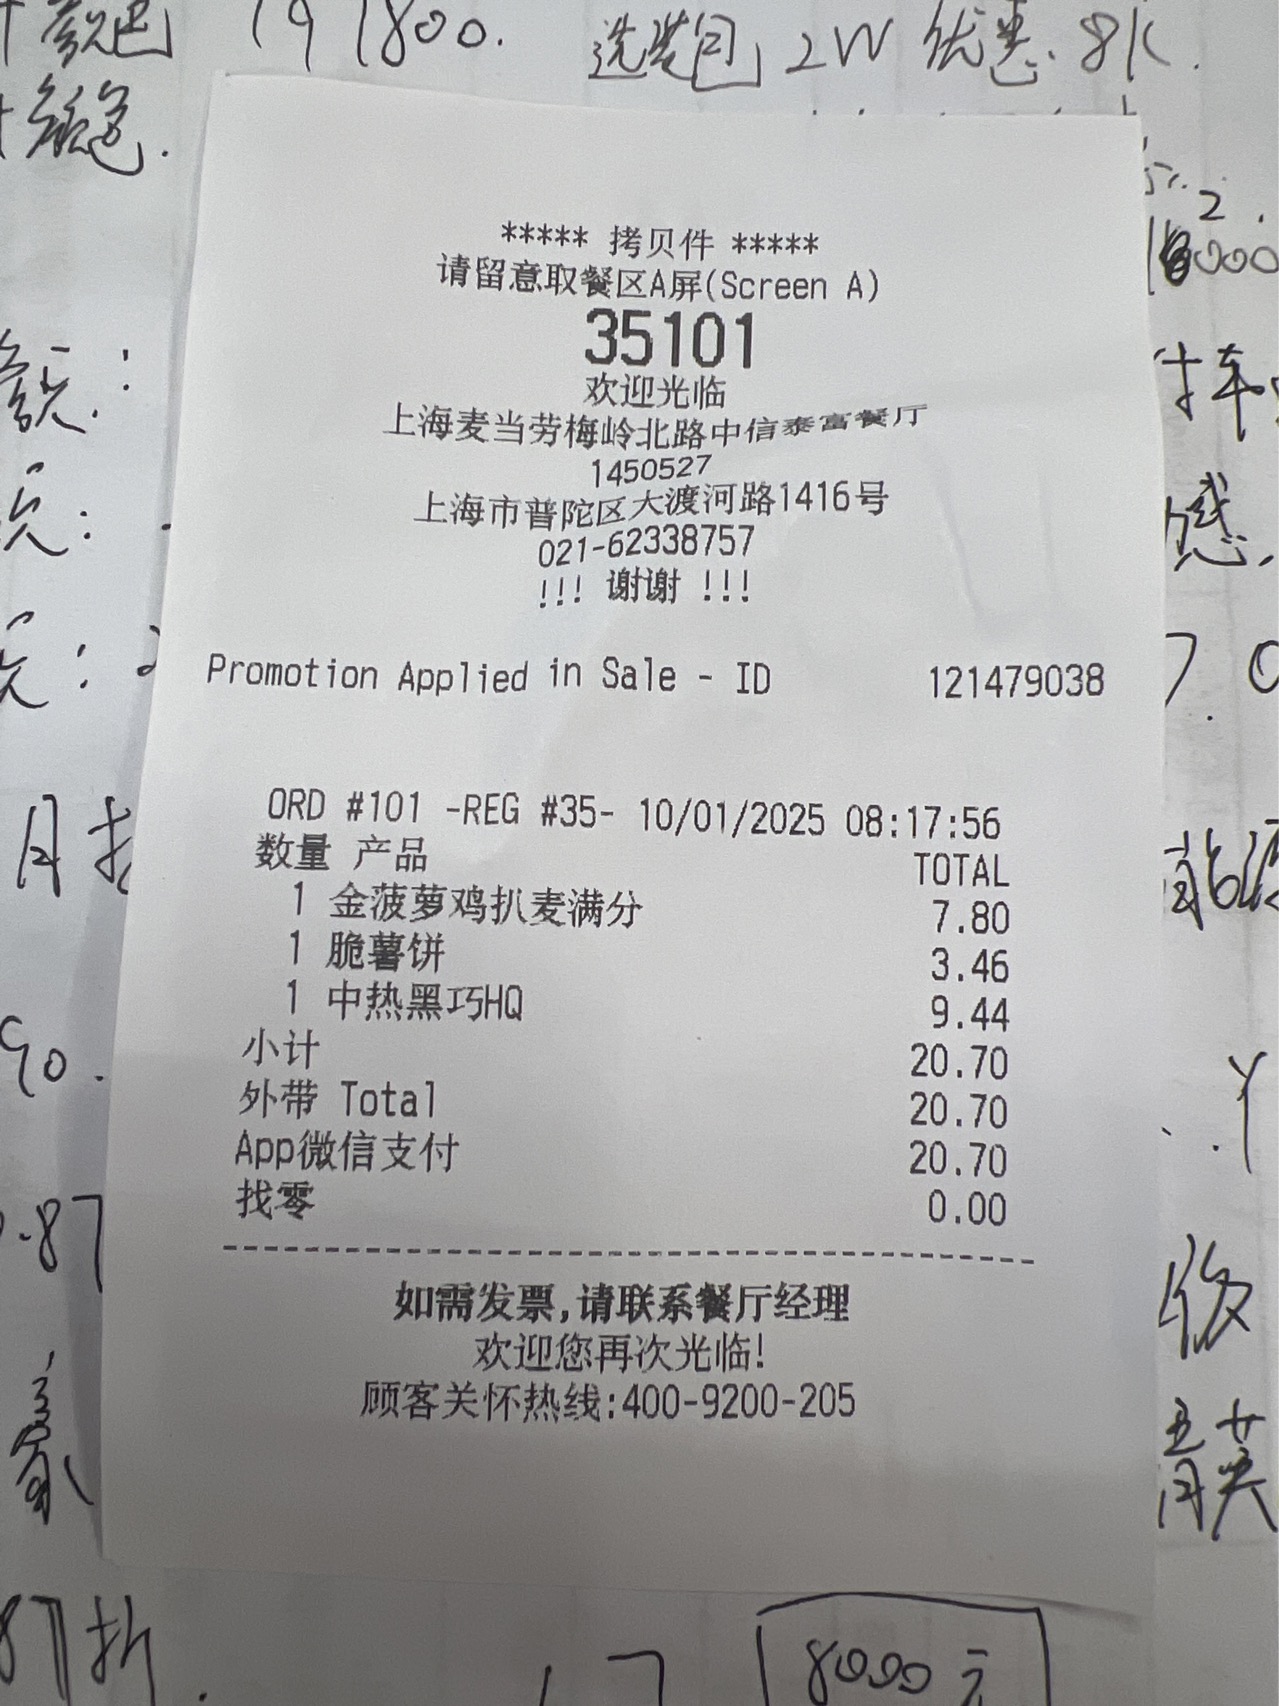 191800. 选装包 2W 优惠.8K.
***** 拷贝件 *****
请留意取餐区A屏(Screen A)
35101
欢迎光临
上海麦当劳梅岭北路中信泰富餐厅
1450527
上海市普陀区大渡河路1416号
021-62338757
!!! 谢谢 !!!
Promotion Applied in Sale - ID 121479038
ORD #101 -REG #35- 10/01/2025 08:17:56
数量 产品 TOTAL
1 金菠萝鸡扒麦满分 7.80
1 脆薯饼 3.46
1 中热黑巧HQ 9.44
小计 20.70
外带 Total 20.70
App微信支付 20.70
找零 0.00
如需发票,请联系餐厅经理
欢迎您再次光临!
顾客关怀热线:400-9200-205
87折.
8000元